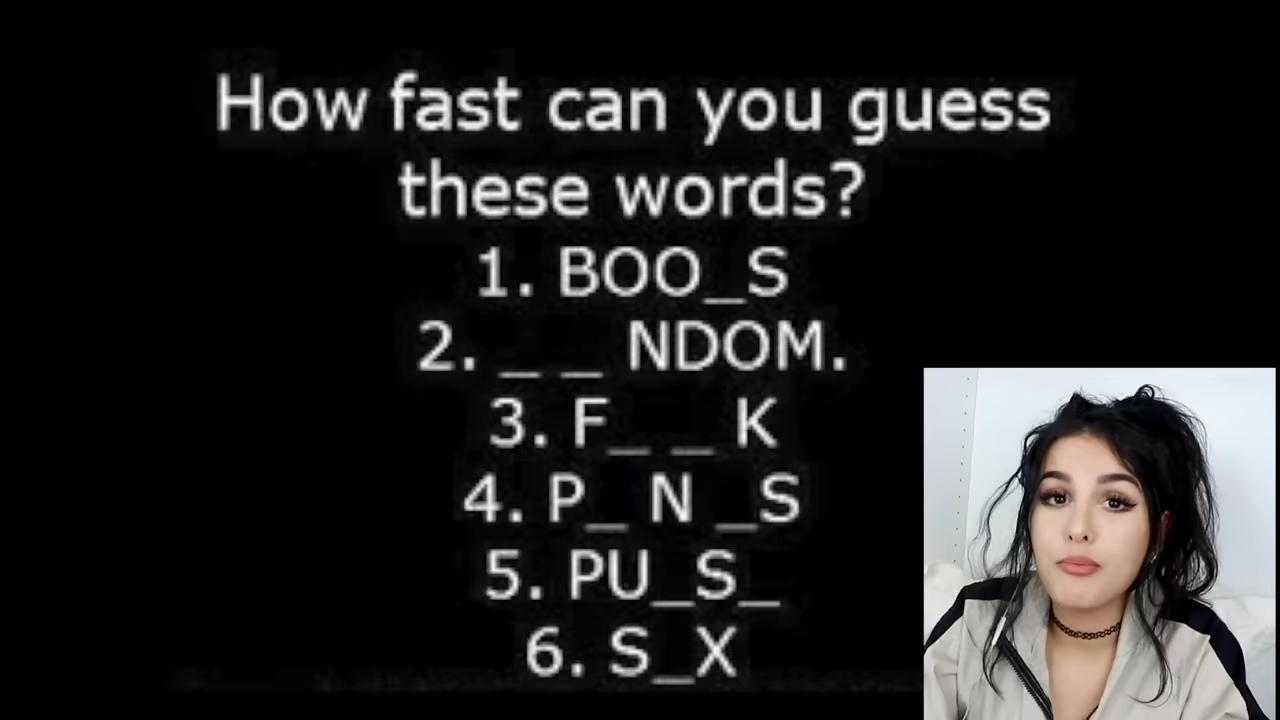 How fast can you guess
these words?
1. BOO_S
2. _ _ NDOM.
3. F_ _ K
4. P_ N _S
5. PU_S_
6. S_X